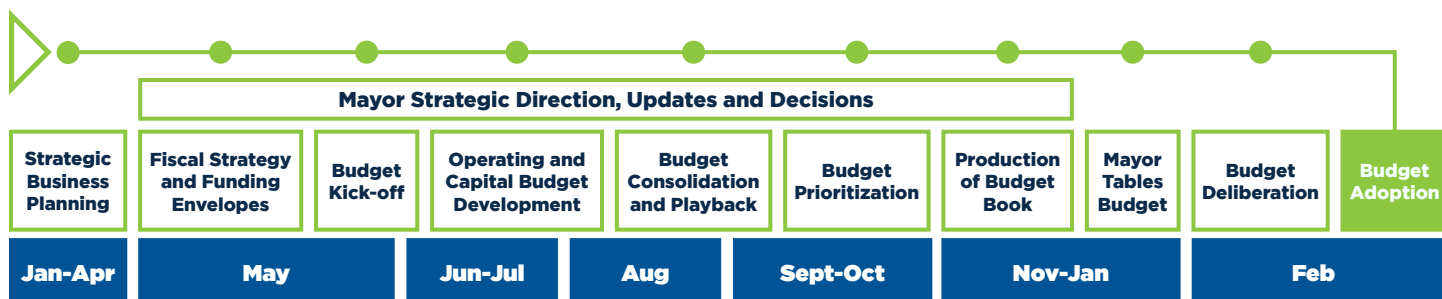 Mayor Strategic Direction, Updates and Decisions
Strategic
Business
Planning
Fiscal Strategy
and Funding
Envelopes
Budget
Kick-off
Operating and
Capital Budget
Development
Budget
Consolidation
and Playback
Budget
Prioritization
Production
of Budget
Book
Mayor
Tables
Budget
Budget
Deliberation
Budget
Adoption
Jan-Apr
May
Jun-Jul
Aug
Sept-Oct
Nov-Jan
Feb